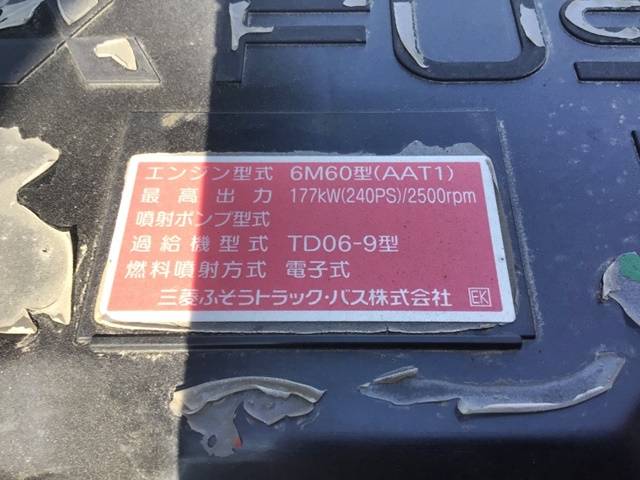 FUS
エンジン型式 6M60型(AAT1)
最高出力 177kW(240PS)/2500rpm
噴射ポンプ型式
過給機型式 TD06-9型
燃料噴射方式 電子式
三菱ふそうトラック・バス株式会社 EK